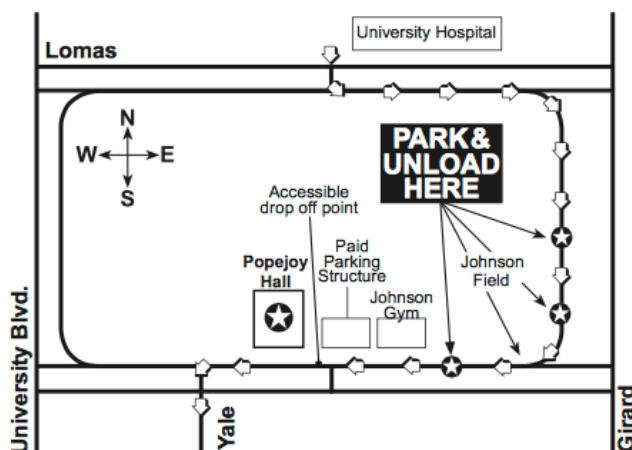 University Hospital
Lomas
N
W E
S
PARK &
UNLOAD
HERE
Accessible
drop off point
Popejoy
Hall
Paid
Parking
Structure
Johnson
Gym
Johnson
Field
University Blvd.
Yale
Girard